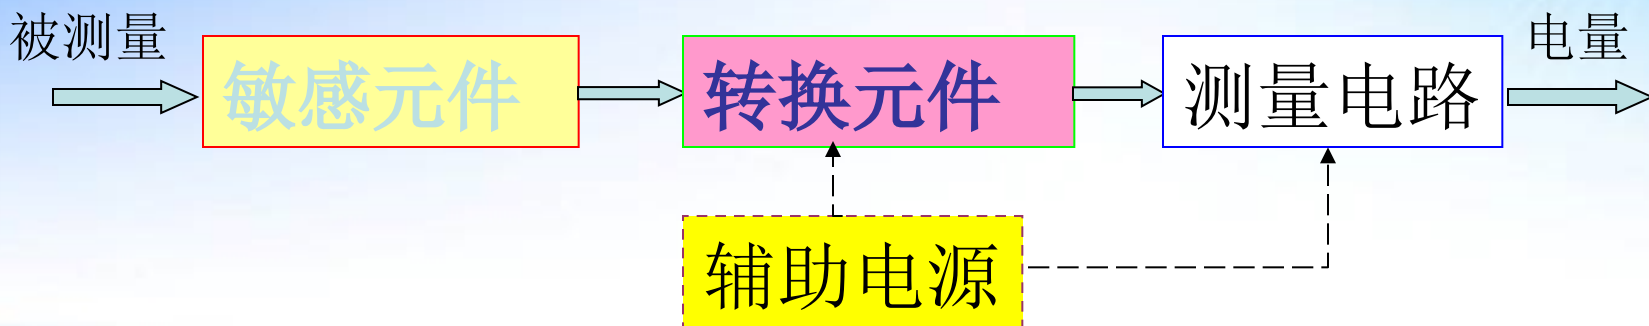 被测量
敏感元件
转换元件
测量电路
电量
辅助电源